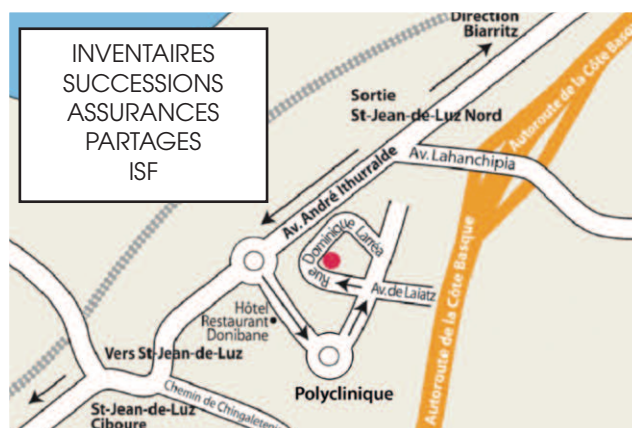 INVENTAIRES
SUCCESSIONS
ASSURANCES
PARTAGES
ISF
Direction
Biarritz
Sortie
St-Jean-de-Luz Nord
Autoroute de la Côte Basque
Av. Lahanchipia
Av. André Ithurralde
Rue Dominique Larréa
Av. de Laiatz
Autoroute de la Côte Basque
Hôtel
Restaurant
Donibane
Vers St-Jean-de-Luz
Polyclinique
Chemin de Chingaletenia
St-Jean-de-Luz
Ciboure